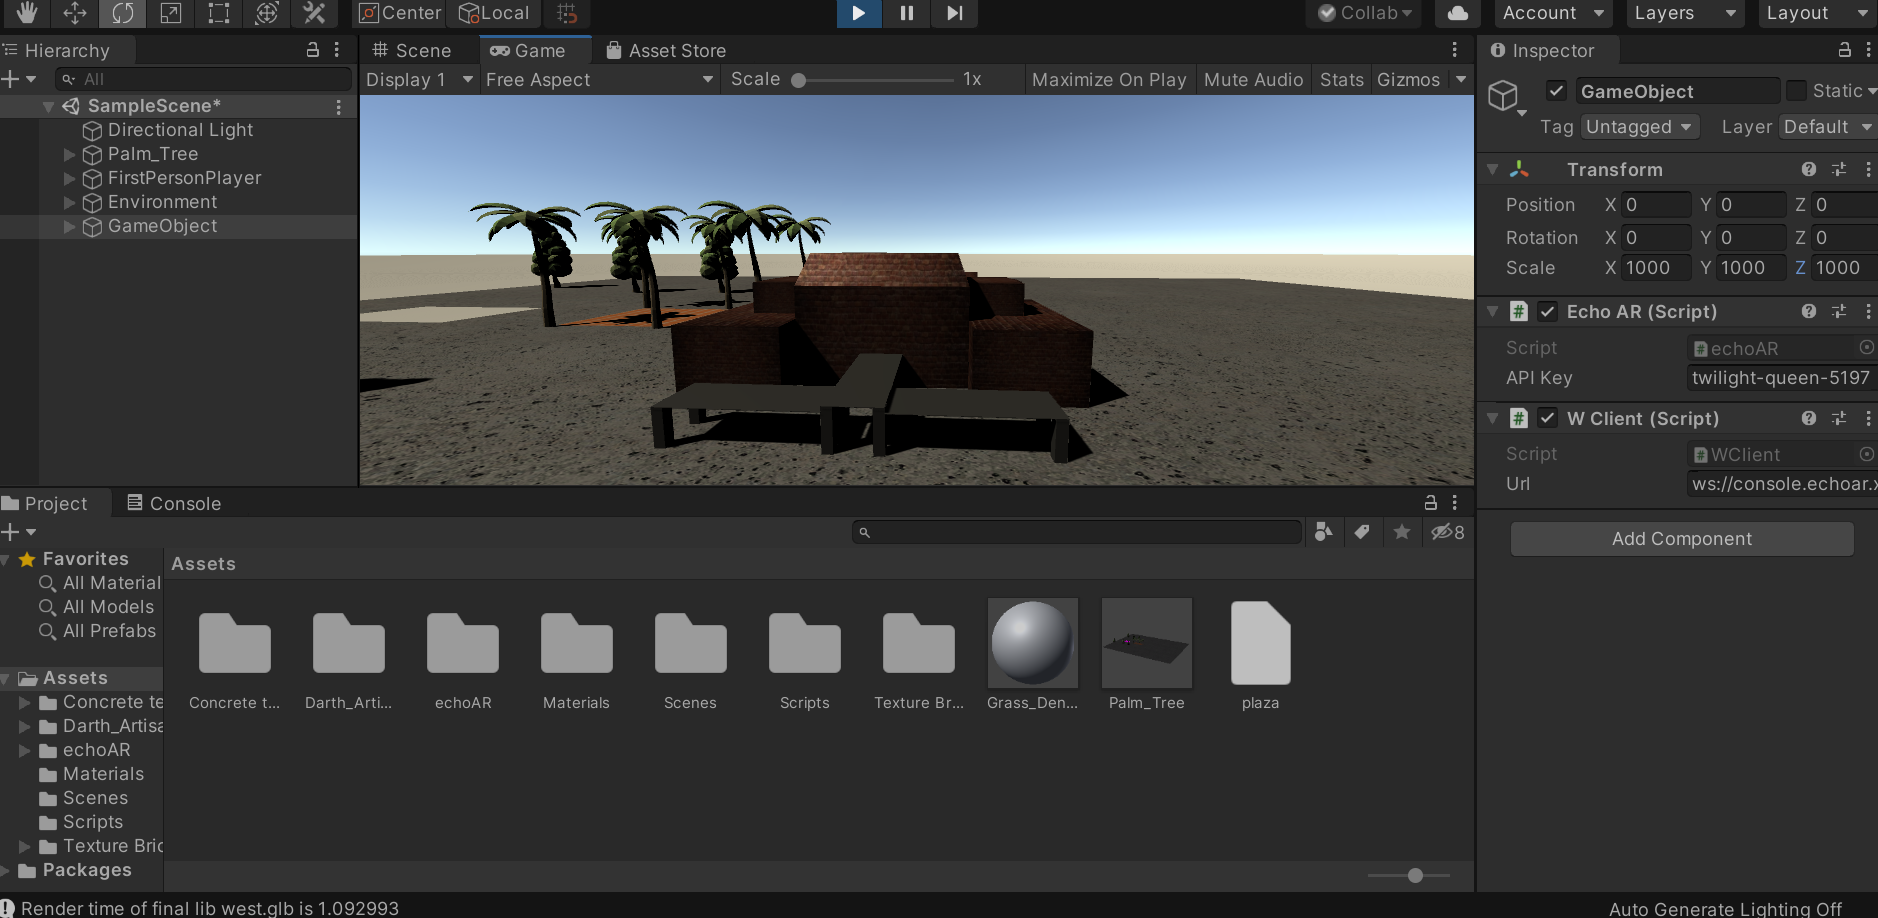 Center Local Collab Account Layers Layout
Hierarchy
All
SampleScene*
Directional Light
Palm_Tree
FirstPersonPlayer
Environment
GameObject
Scene Game Asset Store
Display 1 Free Aspect Scale 1x Maximize On Play Mute Audio Stats Gizmos
Inspector
GameObject Static
Tag Untagged Layer Default
Transform
Position X 0 Y 0 Z 0
Rotation X 0 Y 0 Z 0
Scale X 1000 Y 1000 Z 1000
# Echo AR (Script)
Script # echoAR
API Key twilight-queen-5197
# W Client (Script)
Script # WClient
Url ws://console.echoar.x
Add Component
Project Console
8
Favorites
All Material
All Models
All Prefabs
Assets
Concrete te
Darth_Artisa
echoAR
Materials
Scenes
Scripts
Texture Bric
Packages
Assets
Concrete t... Darth_Arti... echoAR Materials Scenes Scripts Texture Br... Grass_Den... Palm_Tree plaza
Render time of final lib west.glb is 1.092993
Auto Generate Lighting Off